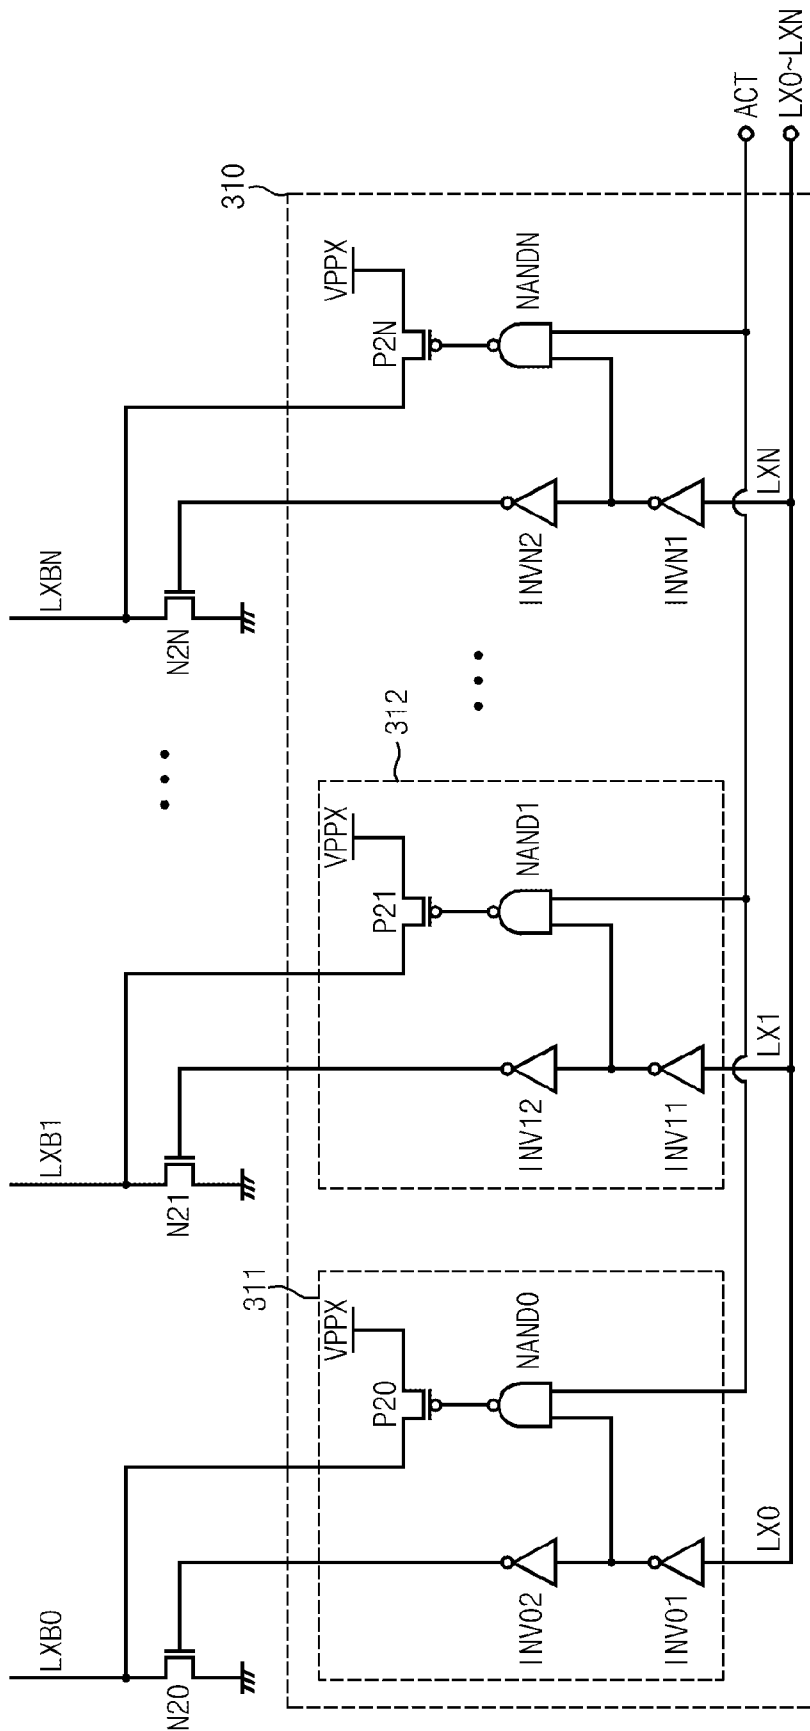 LXB0
LXB1
LXBN
N20
N21
N2N
310
311
312
VPPX
VPPX
VPPX
P20
P21
P2N
NAND0
NAND1
NANDN
INV02
INV12
INVN2
INV01
INV11
INVN1
LX0
LX1
LXN
ACT
LX0~LXN